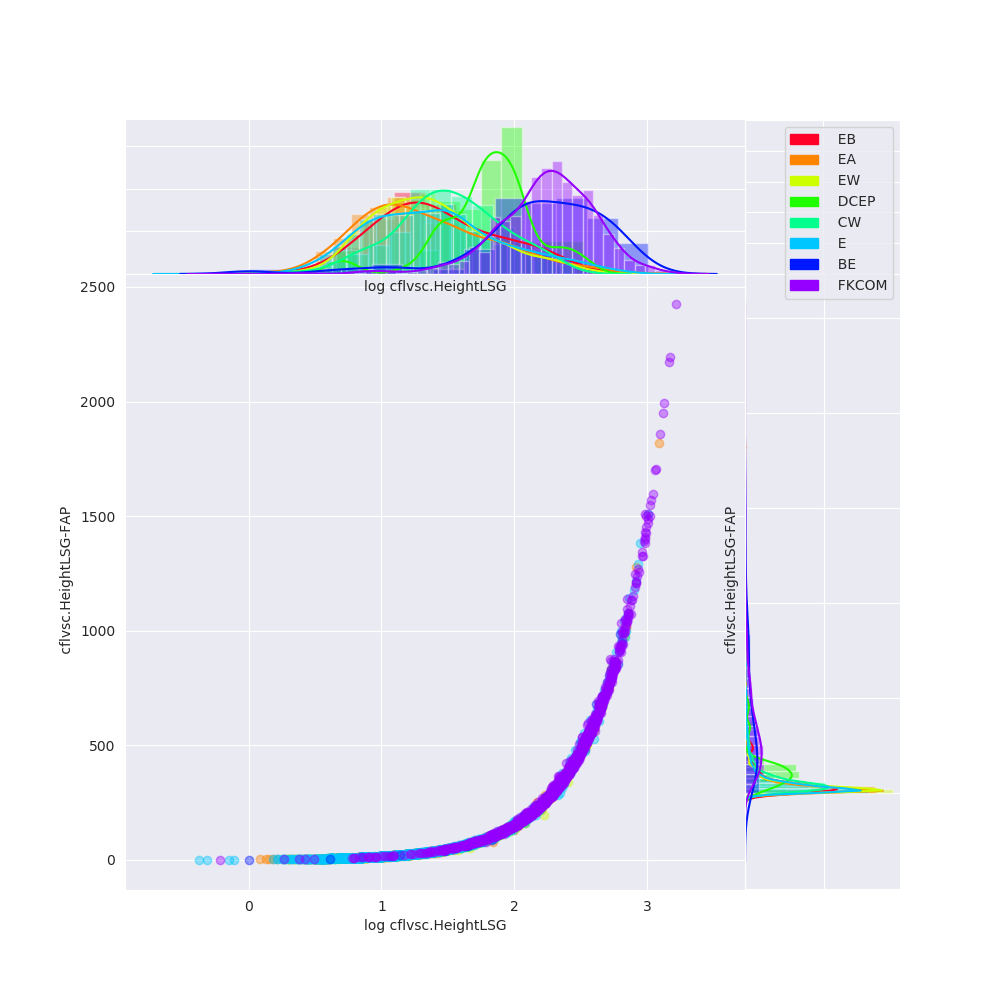 EB
EA
EW
DCEP
CW
E
BE
FKCOM
log cflvsc.HeightLSG
2500
2000
1500
1000
500
0
cflvsc.HeightLSG-FAP
cflvsc.HeightLSG-FAP
0 1 2 3
log cflvsc.HeightLSG